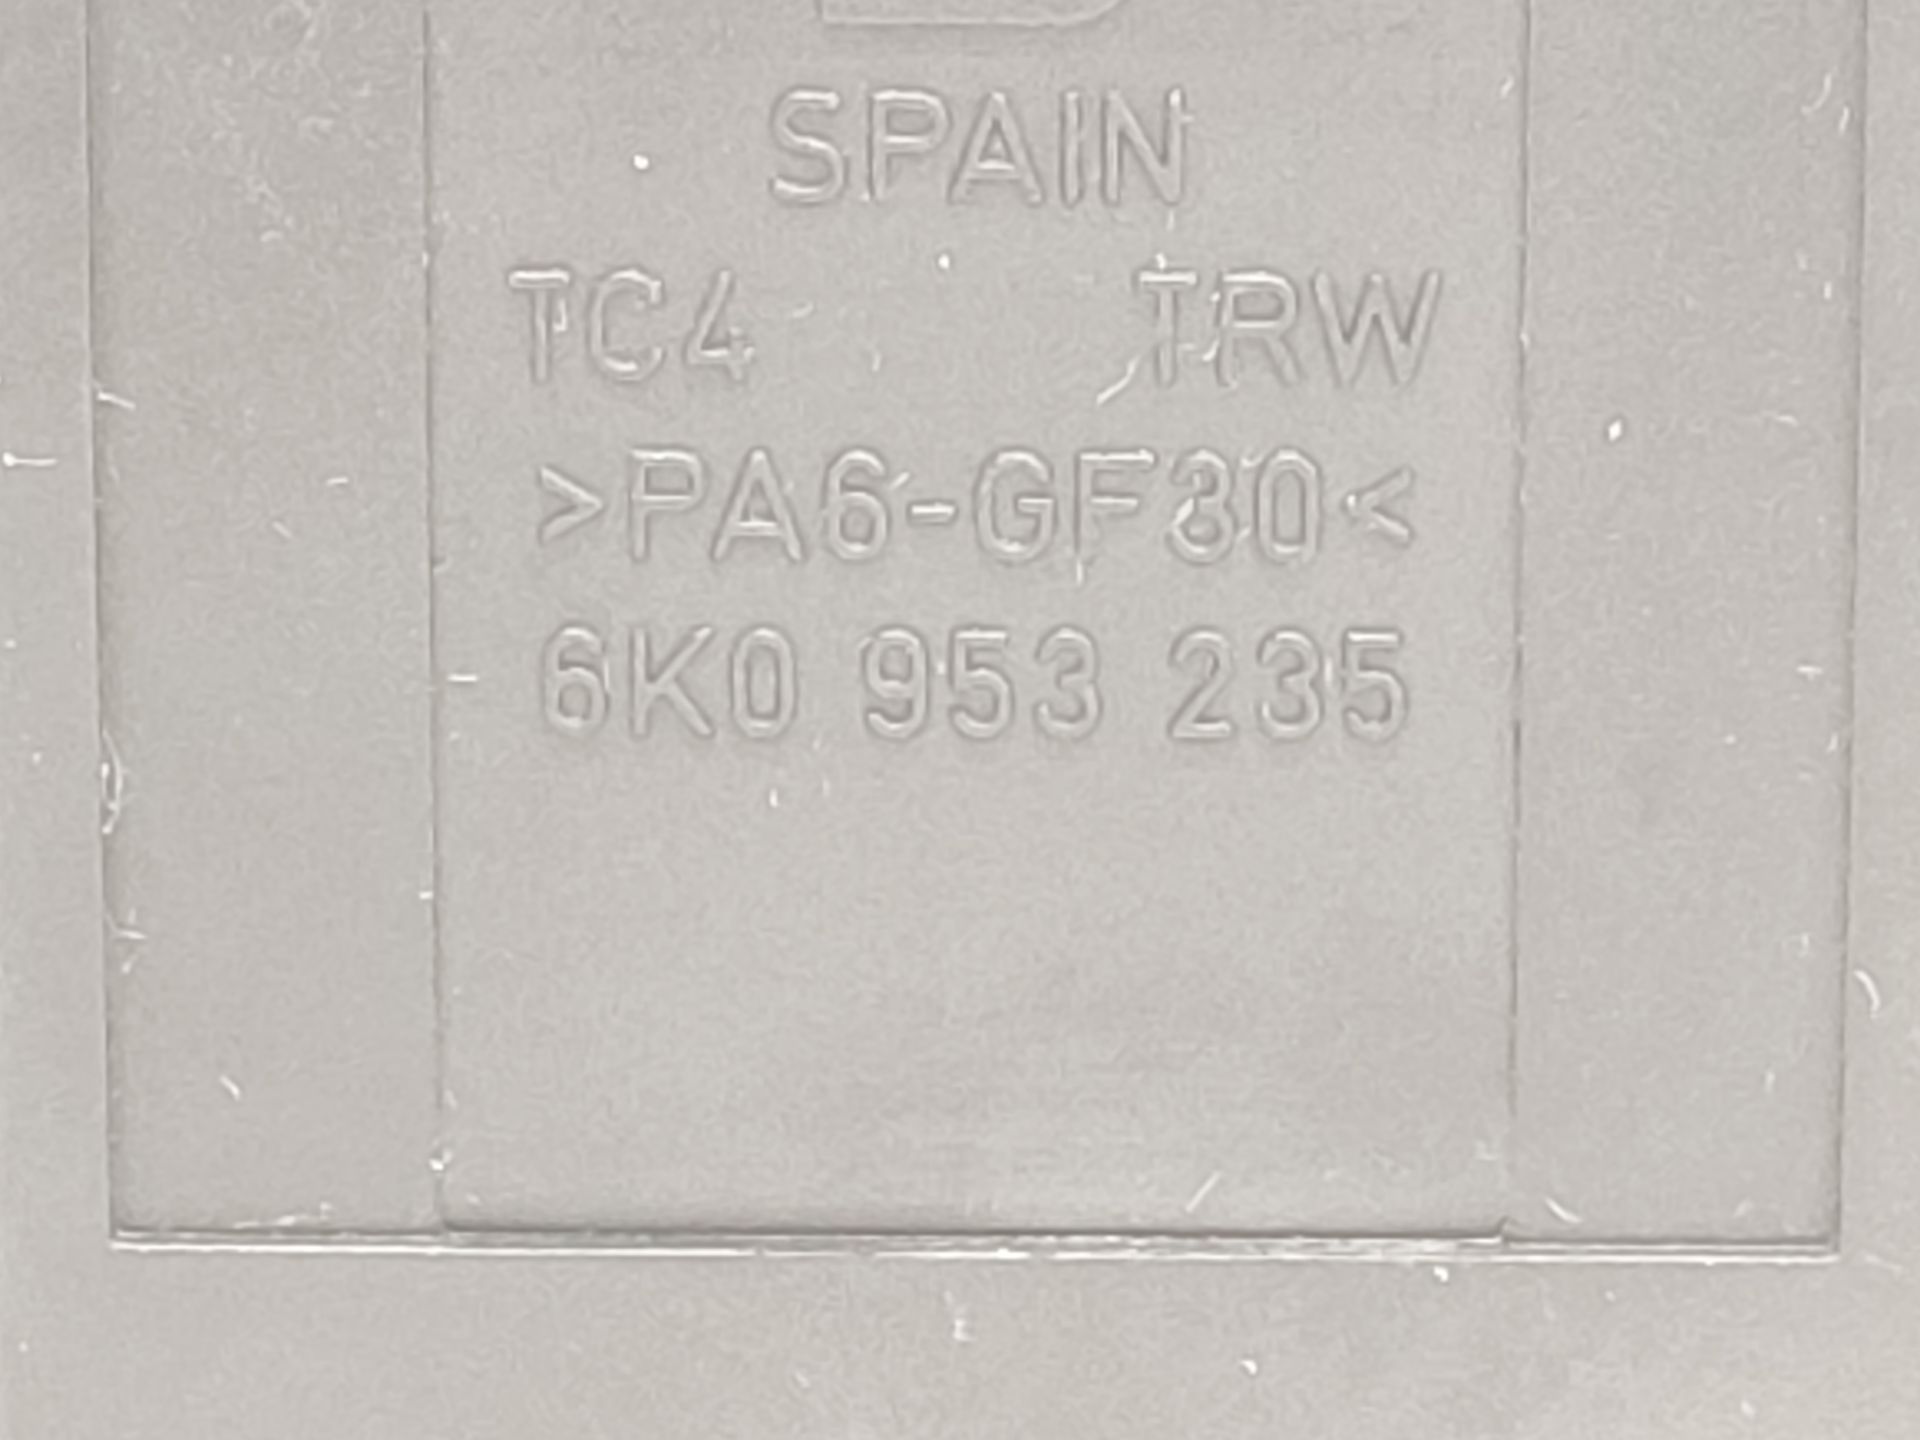 SPAIN
TC4 TRW
>PA6-GF30<
6K0 953 235